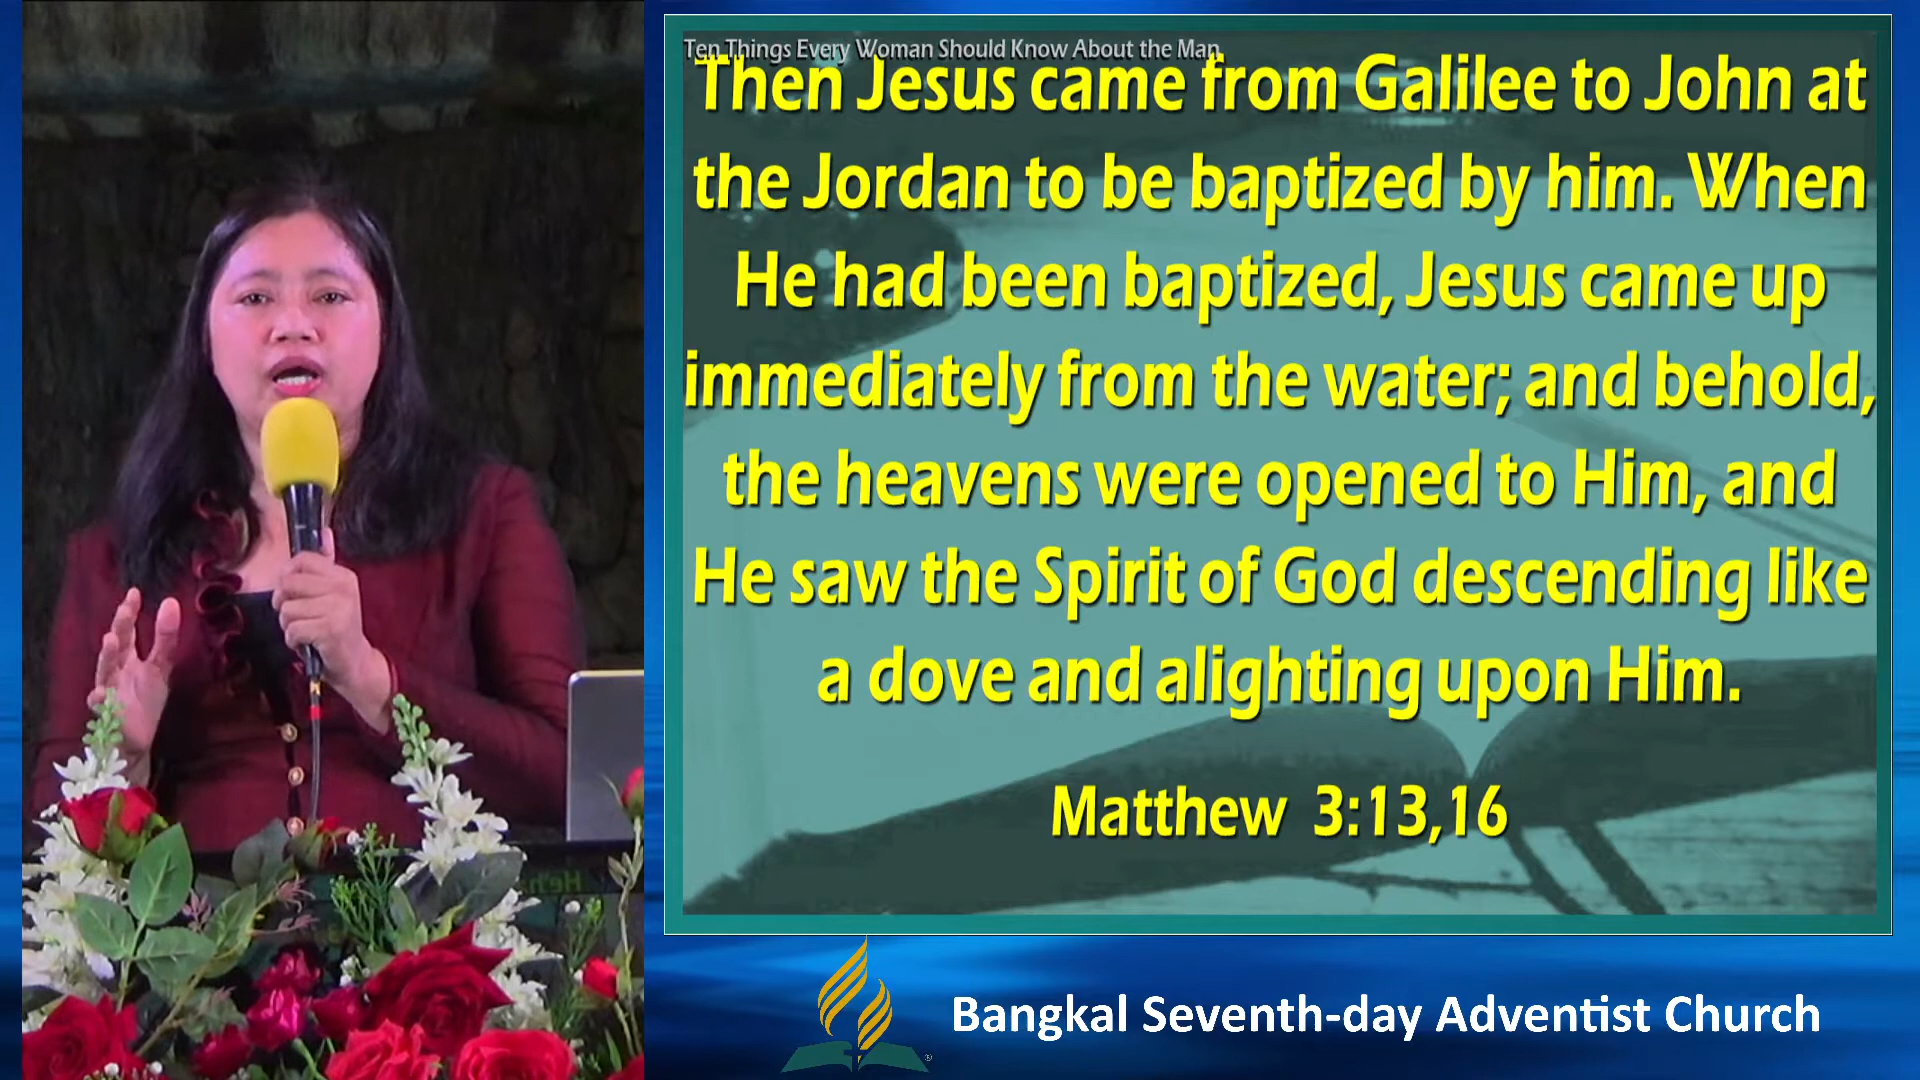 Ten Things Every Woman Should Know About the Man
Then Jesus came from Galilee to John at
the Jordan to be baptized by him. When
He had been baptized, Jesus came up
immediately from the water; and behold,
the heavens were opened to Him, and
He saw the Spirit of God descending like
a dove and alighting upon Him.
Matthew 3:13,16
Bangkal Seventh-day Adventist Church
®